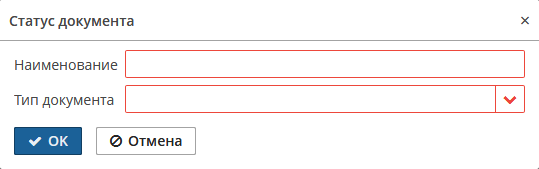 Статус документа
Наименование
Тип документа
OK
Отмена